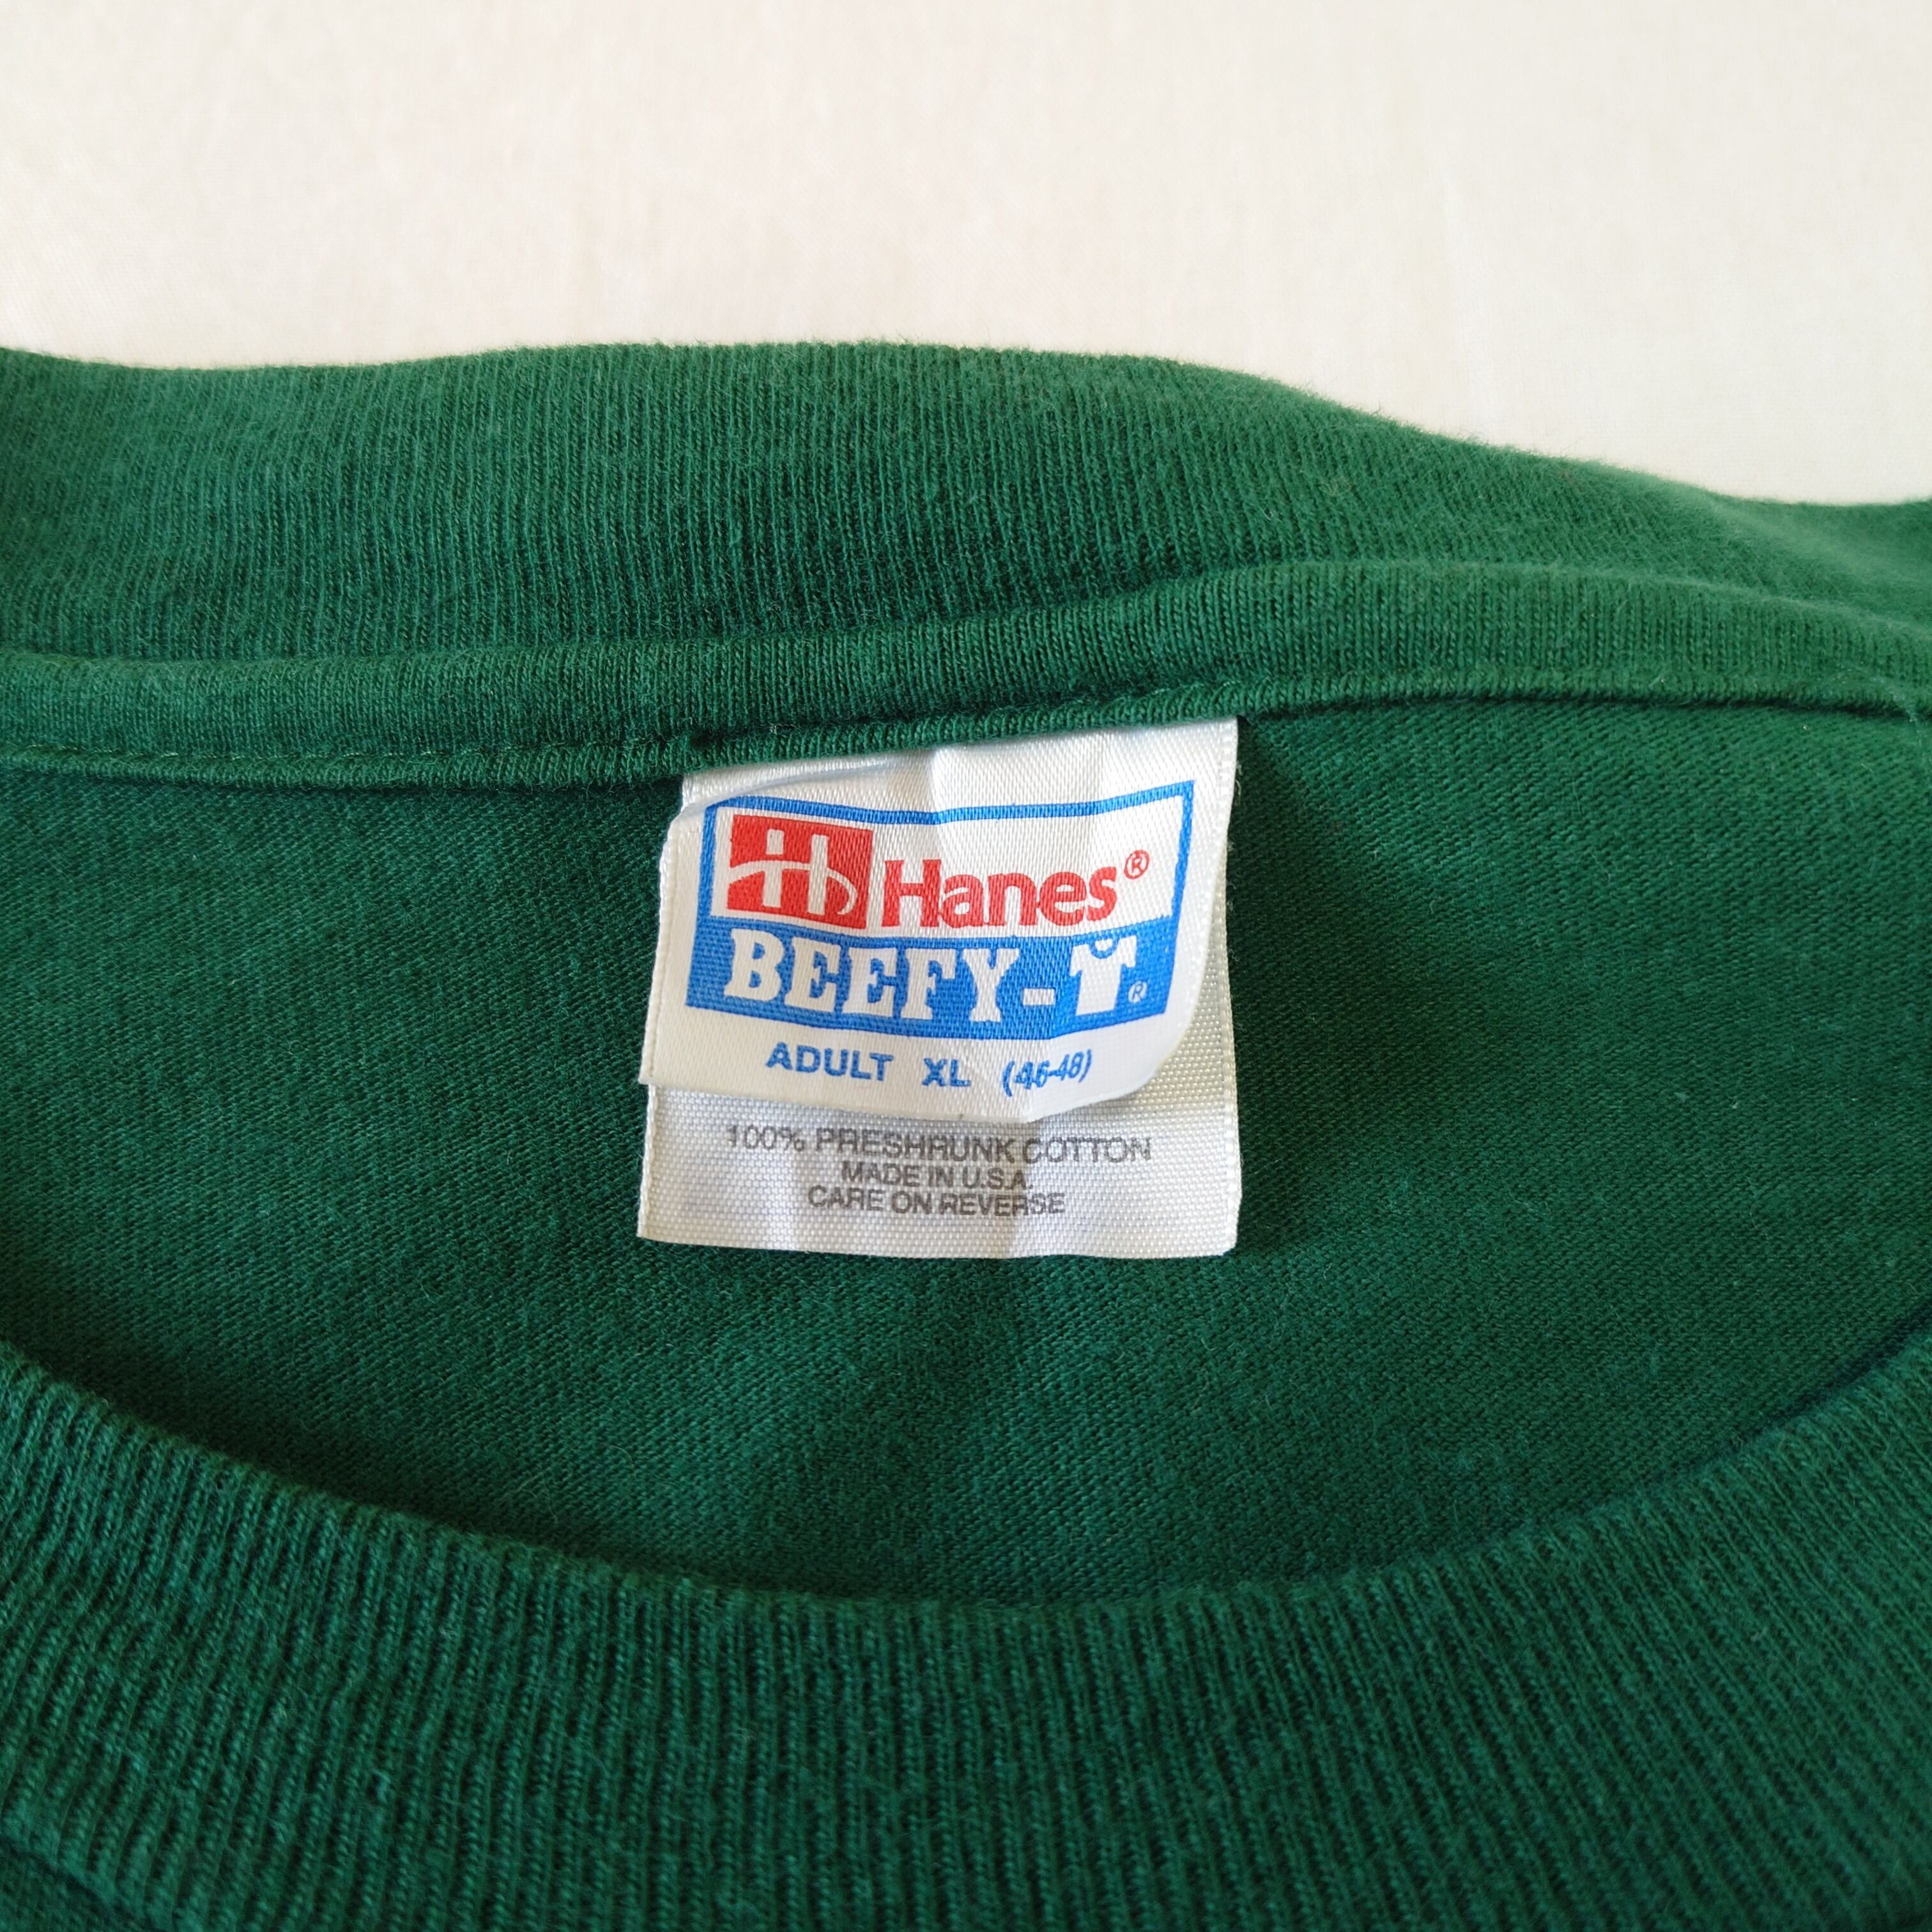 Hanes®
BEEFY-T®
ADULT XL (46-48)
100% PRESHRUNK COTTON
MADE IN U.S.A.
CARE ON REVERSE